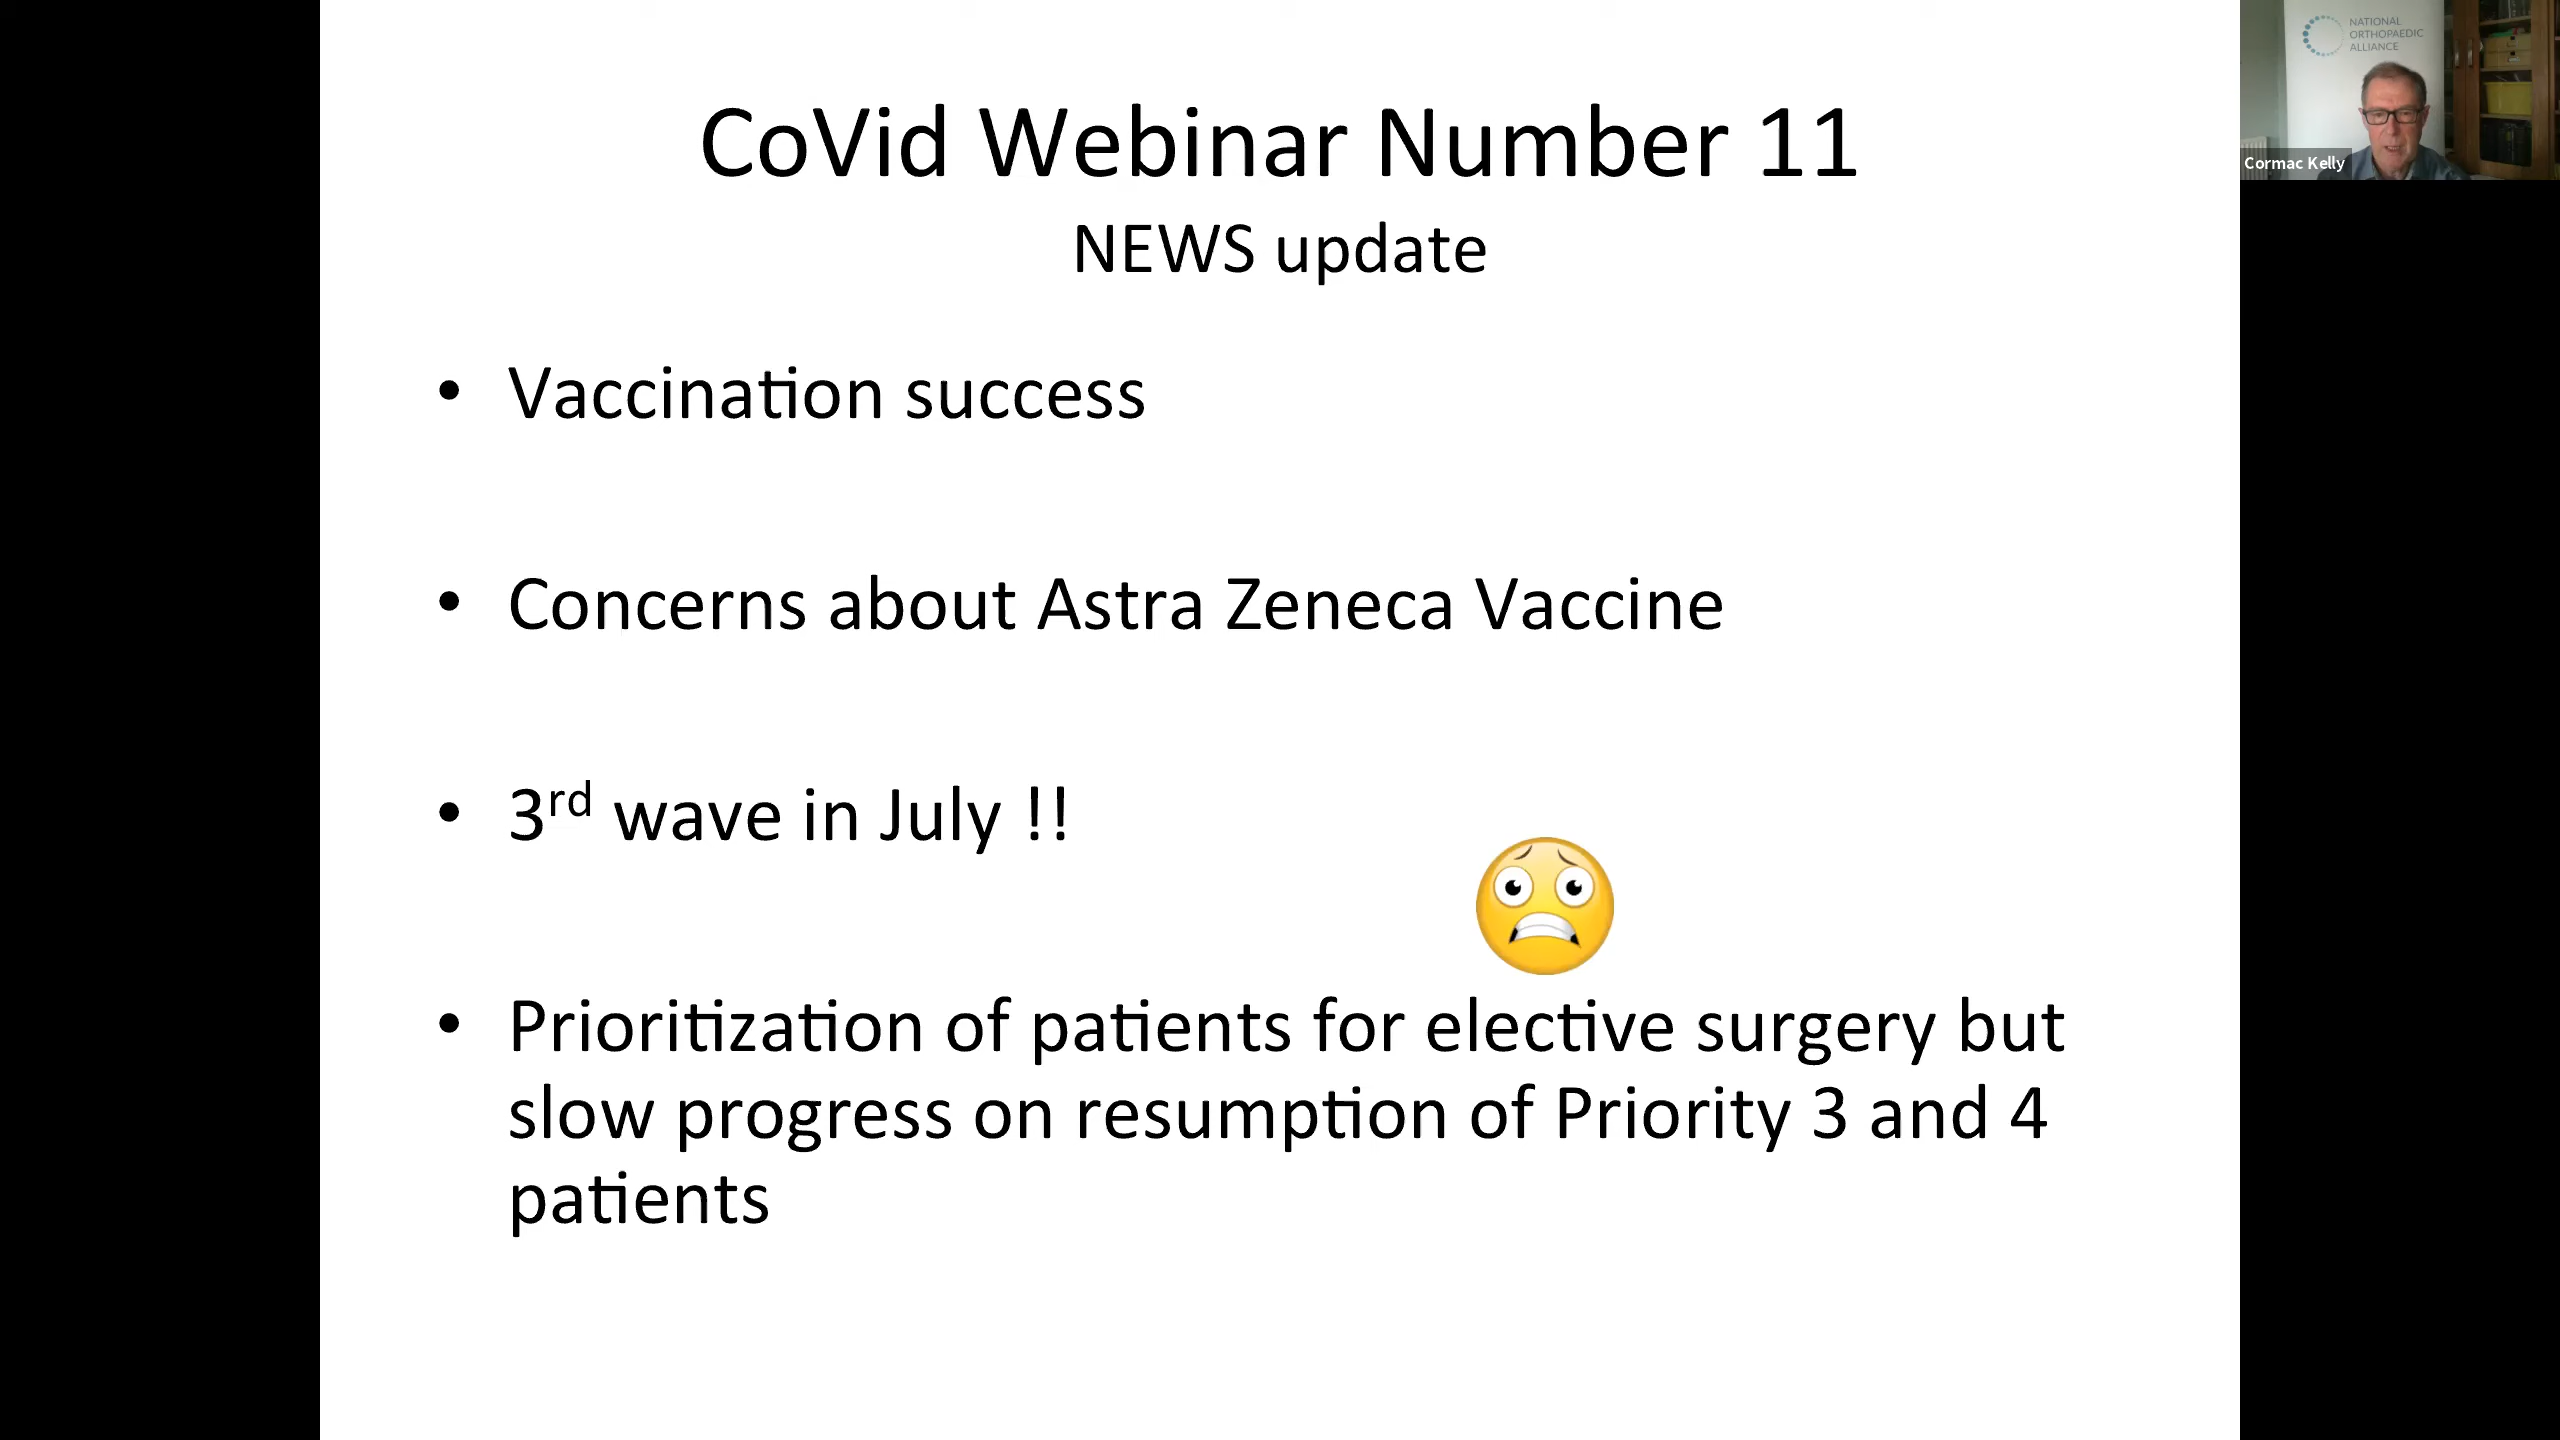 CoVid Webinar Number 11
NEWS update
• Vaccination success
• Concerns about Astra Zeneca Vaccine
• 3rd wave in July !!
• Prioritization of patients for elective surgery but
slow progress on resumption of Priority 3 and 4
patients
NATIONAL
ORTHOPAEDIC
ALLIANCE
Cormac Kelly